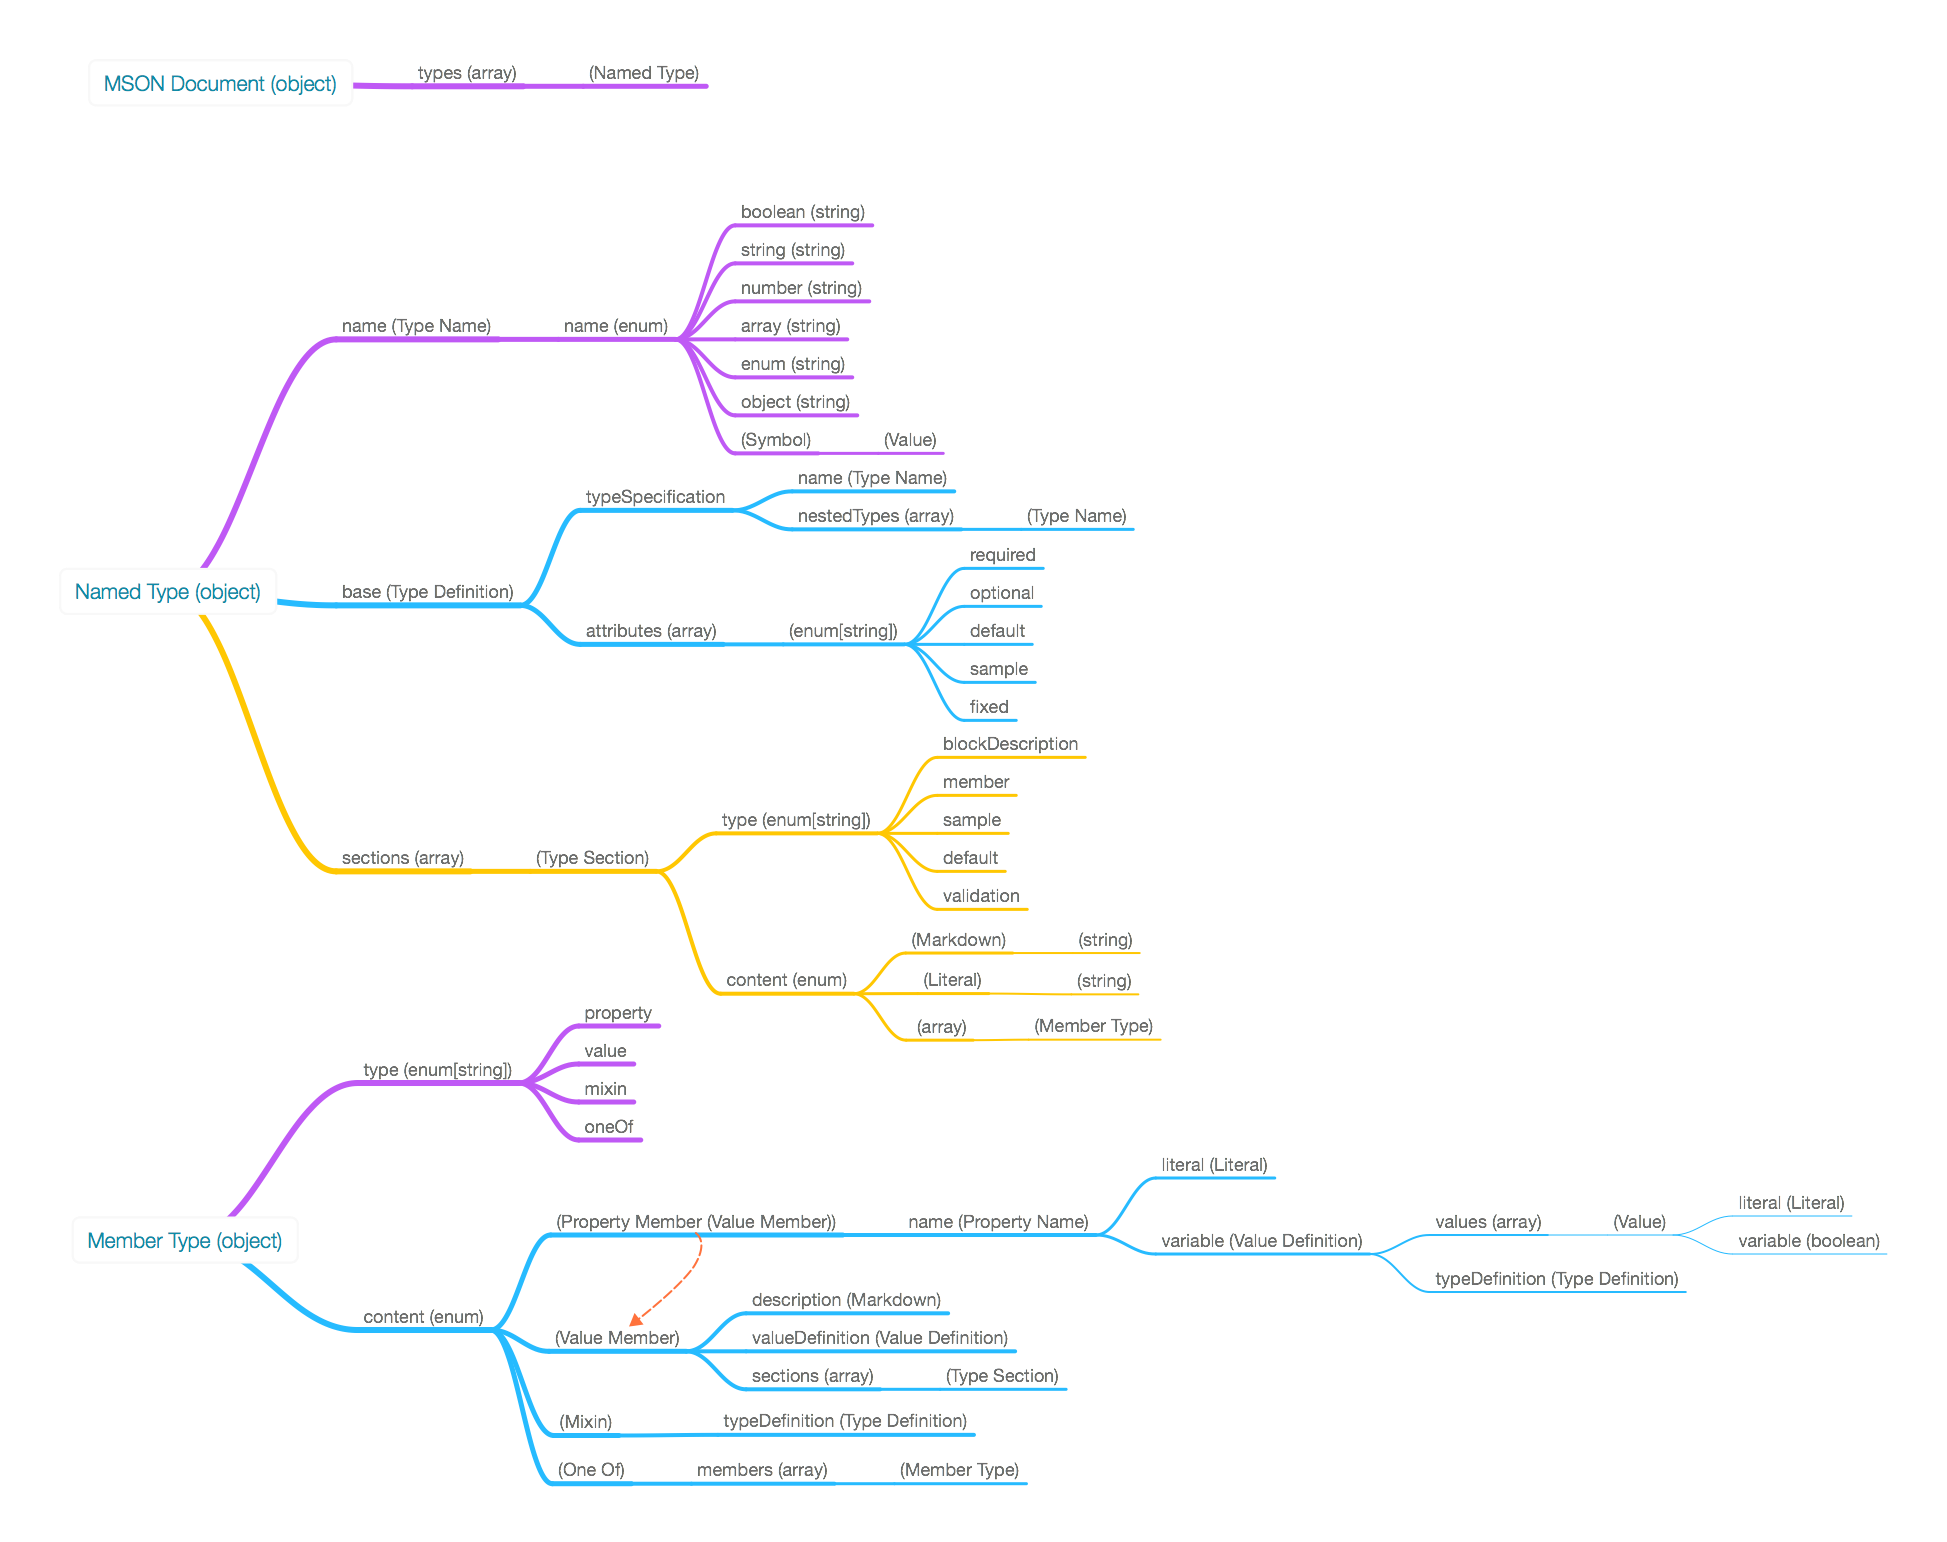 MSON Document (object)
types (array)
(Named Type)
Named Type (object)
name (Type Name)
name (enum)
boolean (string)
string (string)
number (string)
array (string)
enum (string)
object (string)
(Symbol)
(Value)
base (Type Definition)
typeSpecification
name (Type Name)
nestedTypes (array)
(Type Name)
attributes (array)
(enum[string])
required
optional
default
sample
fixed
sections (array)
(Type Section)
type (enum[string])
blockDescription
member
sample
default
validation
content (enum)
(Markdown)
(string)
(Literal)
(string)
(array)
(Member Type)
Member Type (object)
type (enum[string])
property
value
mixin
oneOf
content (enum)
(Property Member (Value Member))
name (Property Name)
literal (Literal)
variable (Value Definition)
values (array)
(Value)
literal (Literal)
variable (boolean)
typeDefinition (Type Definition)
(Value Member)
description (Markdown)
valueDefinition (Value Definition)
sections (array)
(Type Section)
(Mixin)
typeDefinition (Type Definition)
(One Of)
members (array)
(Member Type)